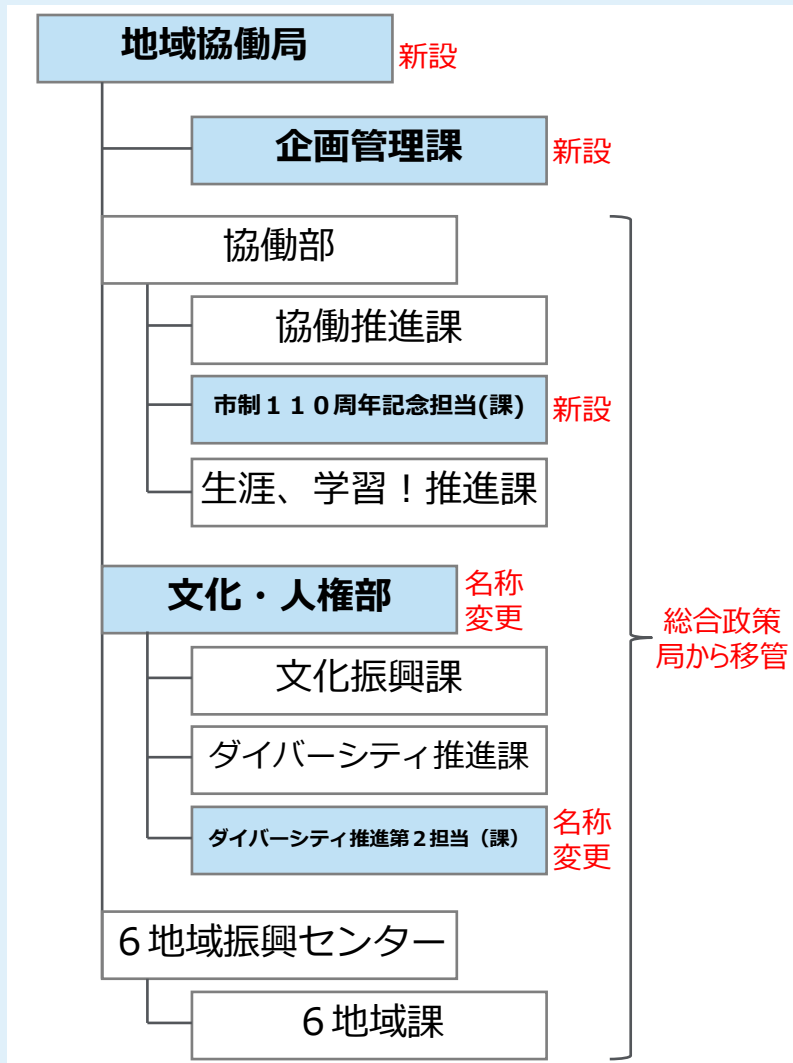 地域協働局
新設
企画管理課
新設
協働部
協働推進課
市制１１０周年記念担当(課)
新設
生涯、学習！推進課
文化・人権部
名称
変更
文化振興課
ダイバーシティ推進課
ダイバーシティ推進第２担当（課）
名称
変更
６地域振興センター
６地域課
総合政策
局から移管